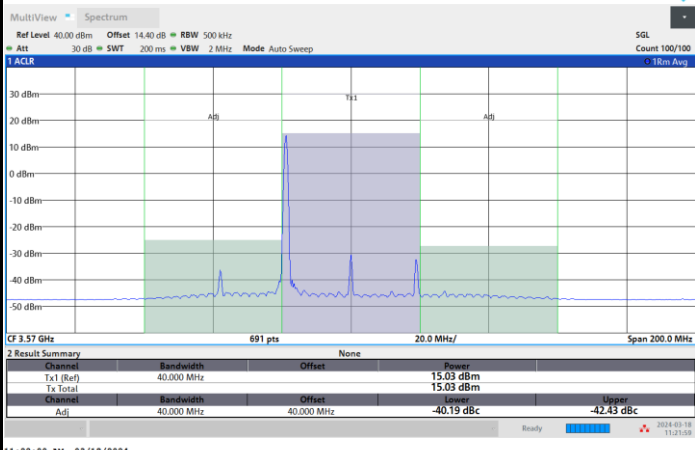 MultiView Spectrum
Ref Level 40.00 dBm Offset 14.40 dB RBW 500 kHz SGL
Att 30 dB SWT 200 ms VBW 2 MHz Mode Auto Sweep Count 100/100
1 ACLR 1Rm Avg
30 dBm
Tx1
20 dBm
Adj Adj
10 dBm
0 dBm
-10 dBm
-20 dBm
-30 dBm
-40 dBm
-50 dBm
CF 3.57 GHz 691 pts 20.0 MHz/ Span 200.0 MHz
2 Result Summary None
Channel Bandwidth Offset Power
Tx1 (Ref) 40.000 MHz 15.03 dBm
Tx Total 15.03 dBm
Channel Bandwidth Offset Lower Upper
Adj 40.000 MHz 40.000 MHz -40.19 dBc -42.43 dBc
Ready 2024-03-18
11:21:59